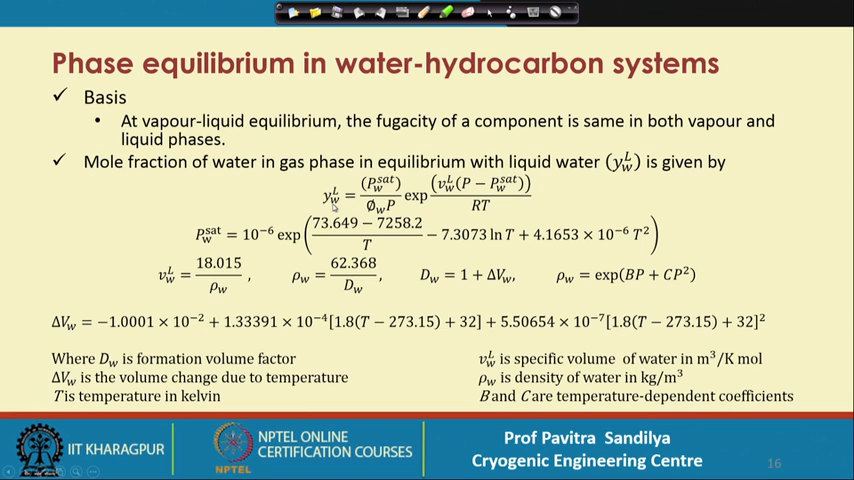 Phase equilibrium in water-hydrocarbon systems
✓ Basis
• At vapour-liquid equilibrium, the fugacity of a component is same in both vapour and
liquid phases.
✓ Mole fraction of water in gas phase in equilibrium with liquid water (y_w^L) is given by
y_w^L = (P_w^sat) / (Ø_w P) exp (v_w^L (P − P_w^sat)) / RT
P_w^sat = 10^−6 exp( (73.649 − 7258.2) / T − 7.3073 ln T + 4.1653 × 10^−6 T^2 )
v_w^L = 18.015 / ρ_w , ρ_w = 62.368 / D_w, D_w = 1 + ΔV_w, ρ_w = exp(BP + CP^2)
ΔV_w = −1.0001 × 10^−2 + 1.33391 × 10^−4[1.8(T − 273.15) + 32] + 5.50654 × 10^−7[1.8(T − 273.15) + 32]^2
Where D_w is formation volume factor
ΔV_w is the volume change due to temperature
T is temperature in kelvin
v_w^L is specific volume of water in m^3/K mol
ρ_w is density of water in kg/m^3
B and C are temperature-dependent coefficients
IIT KHARAGPUR
NPTEL
NPTEL ONLINE
CERTIFICATION COURSES
Prof Pavitra Sandilya
Cryogenic Engineering Centre
16